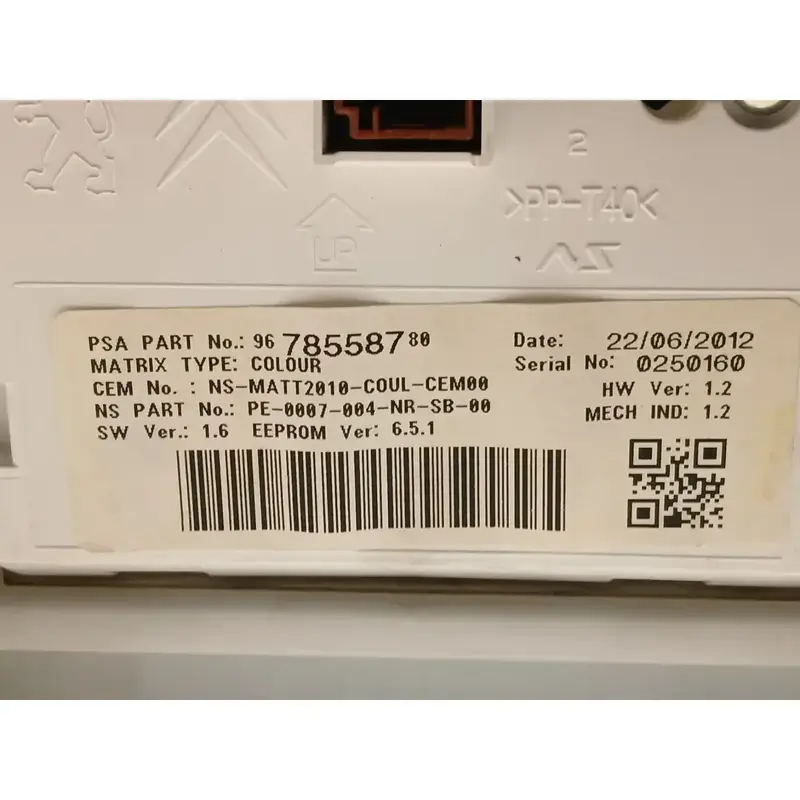 2
>PP-T40<
UP
PSA PART No.: 96 785587 80
MATRIX TYPE: COLOUR
CEM No. : NS-MATT2010-COUL-CEM00
NS PART No.: PE-0007-004-NR-SB-00
SW Ver.: 1.6 EEPROM Ver: 6.5.1
Date: 22/06/2012
Serial No: 0250160
HW Ver: 1.2
MECH IND: 1.2